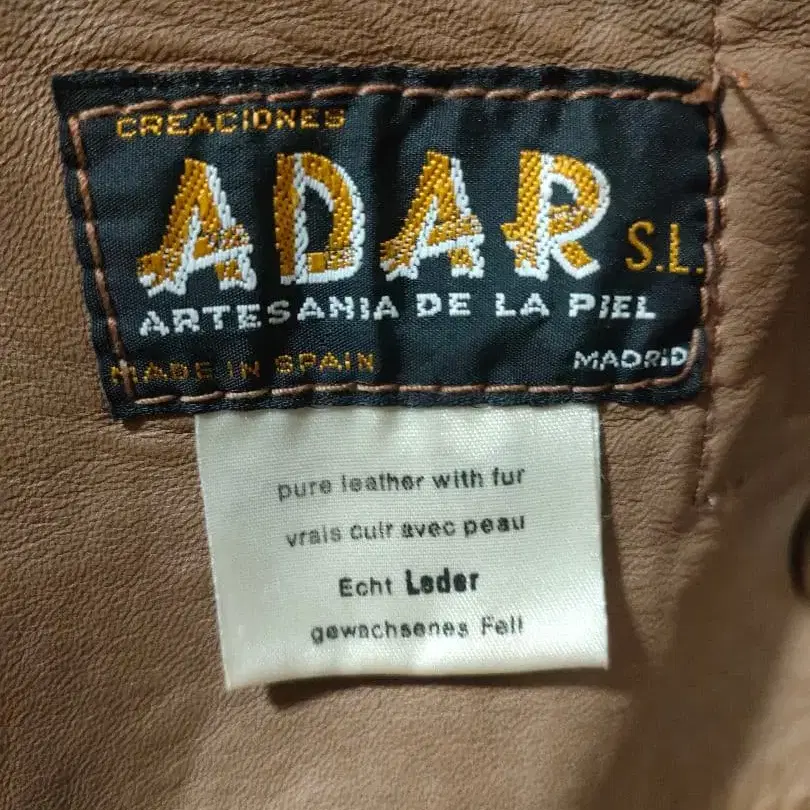 CREACIONES
ADAR S.L.
ARTESANIA DE LA PIEL
MADE IN SPAIN MADRID
pure leather with fur
vrais cuir avec peau
Echt Leder
gewachsenes Fell